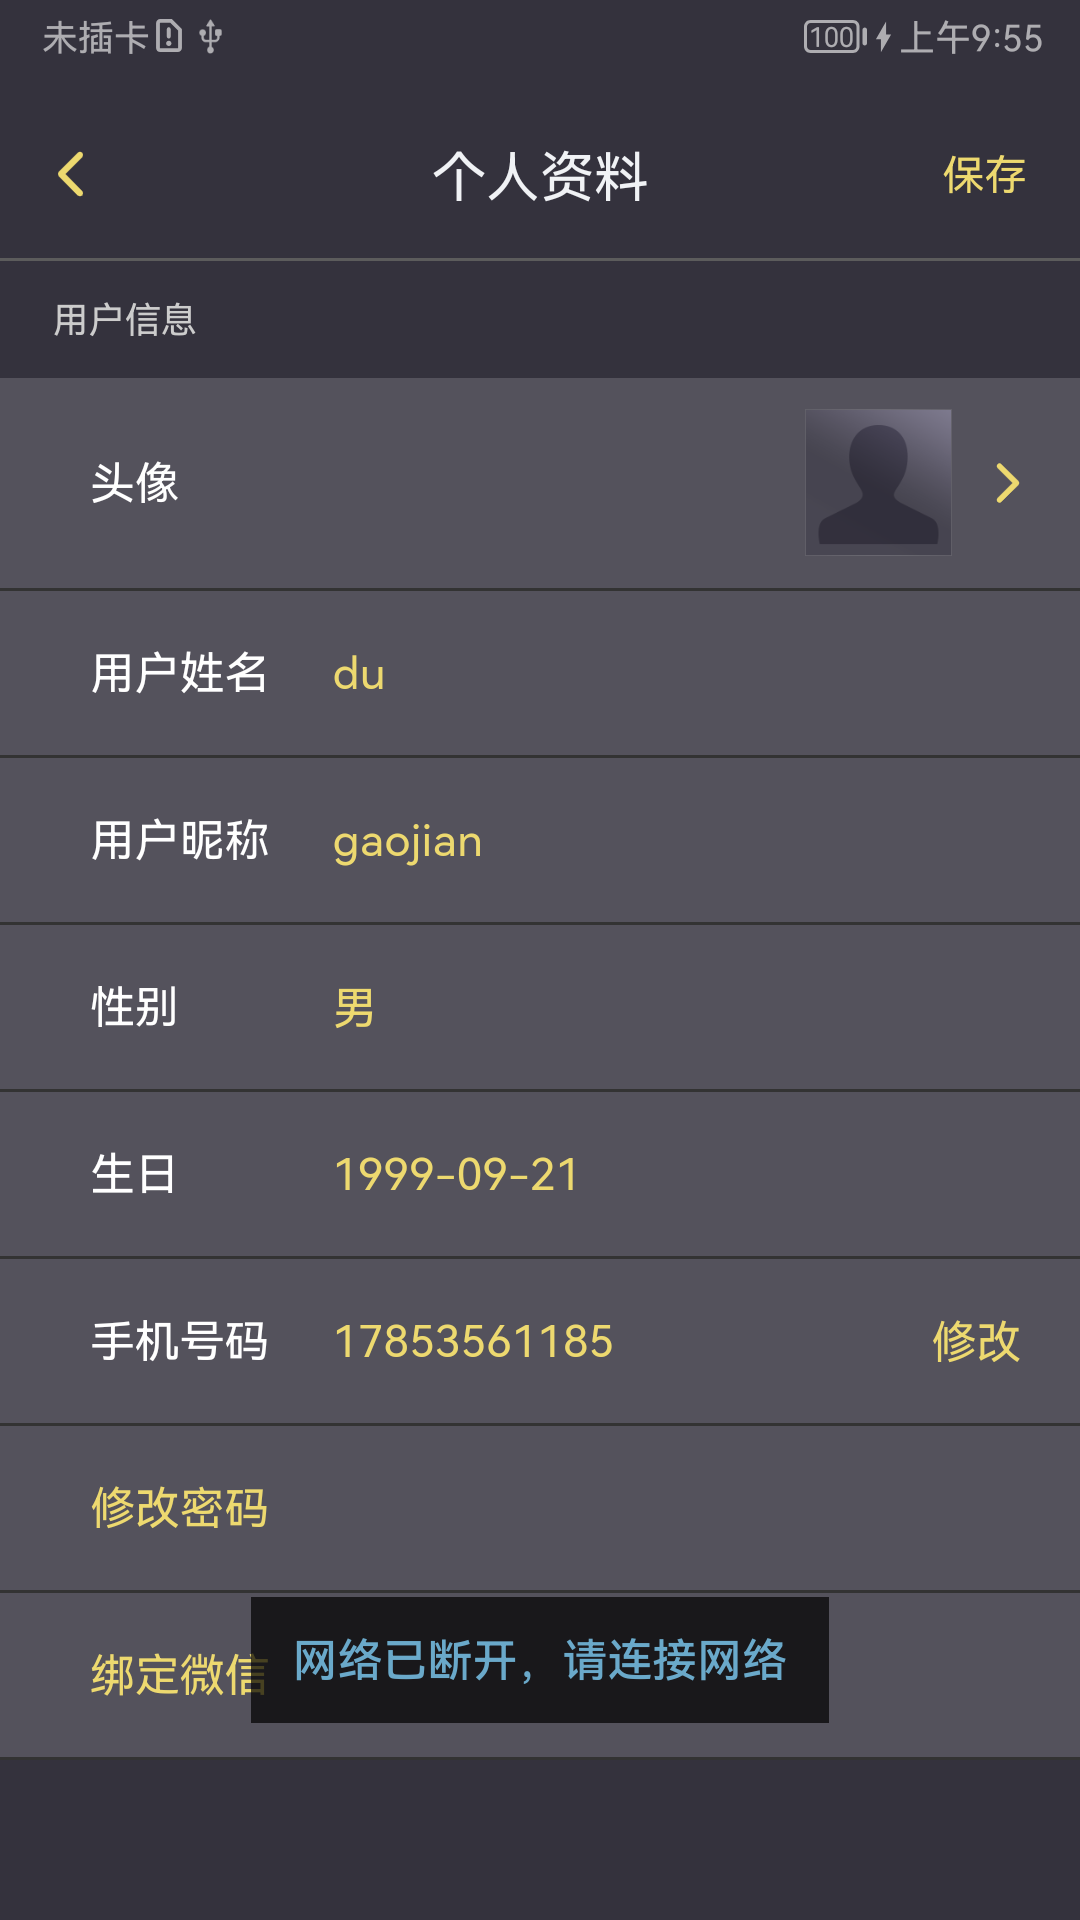 未插卡 100 上午9:55
个人资料 保存
用户信息
头像
用户姓名 du
用户昵称 gaojian
性别 男
生日 1999-09-21
手机号码 17853561185 修改
修改密码
绑定微信
网络已断开，请连接网络